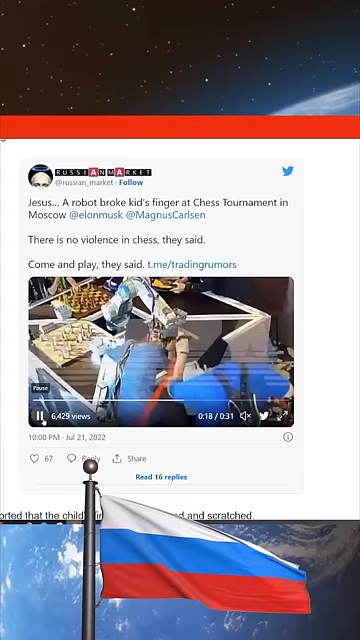 RUSSIANMARKET
@russian_market · Follow
Jesus... A robot broke kid's finger at Chess Tournament in
Moscow @elonmusk @MagnusCarlsen
There is no violence in chess, they said.
Come and play, they said. t.me/tradingrumors
Pause
6,429 views 0:18 / 0:31
10:00 PM · Jul 21, 2022
67 Reply Share
Read 16 replies
orted that the child's and scratched.